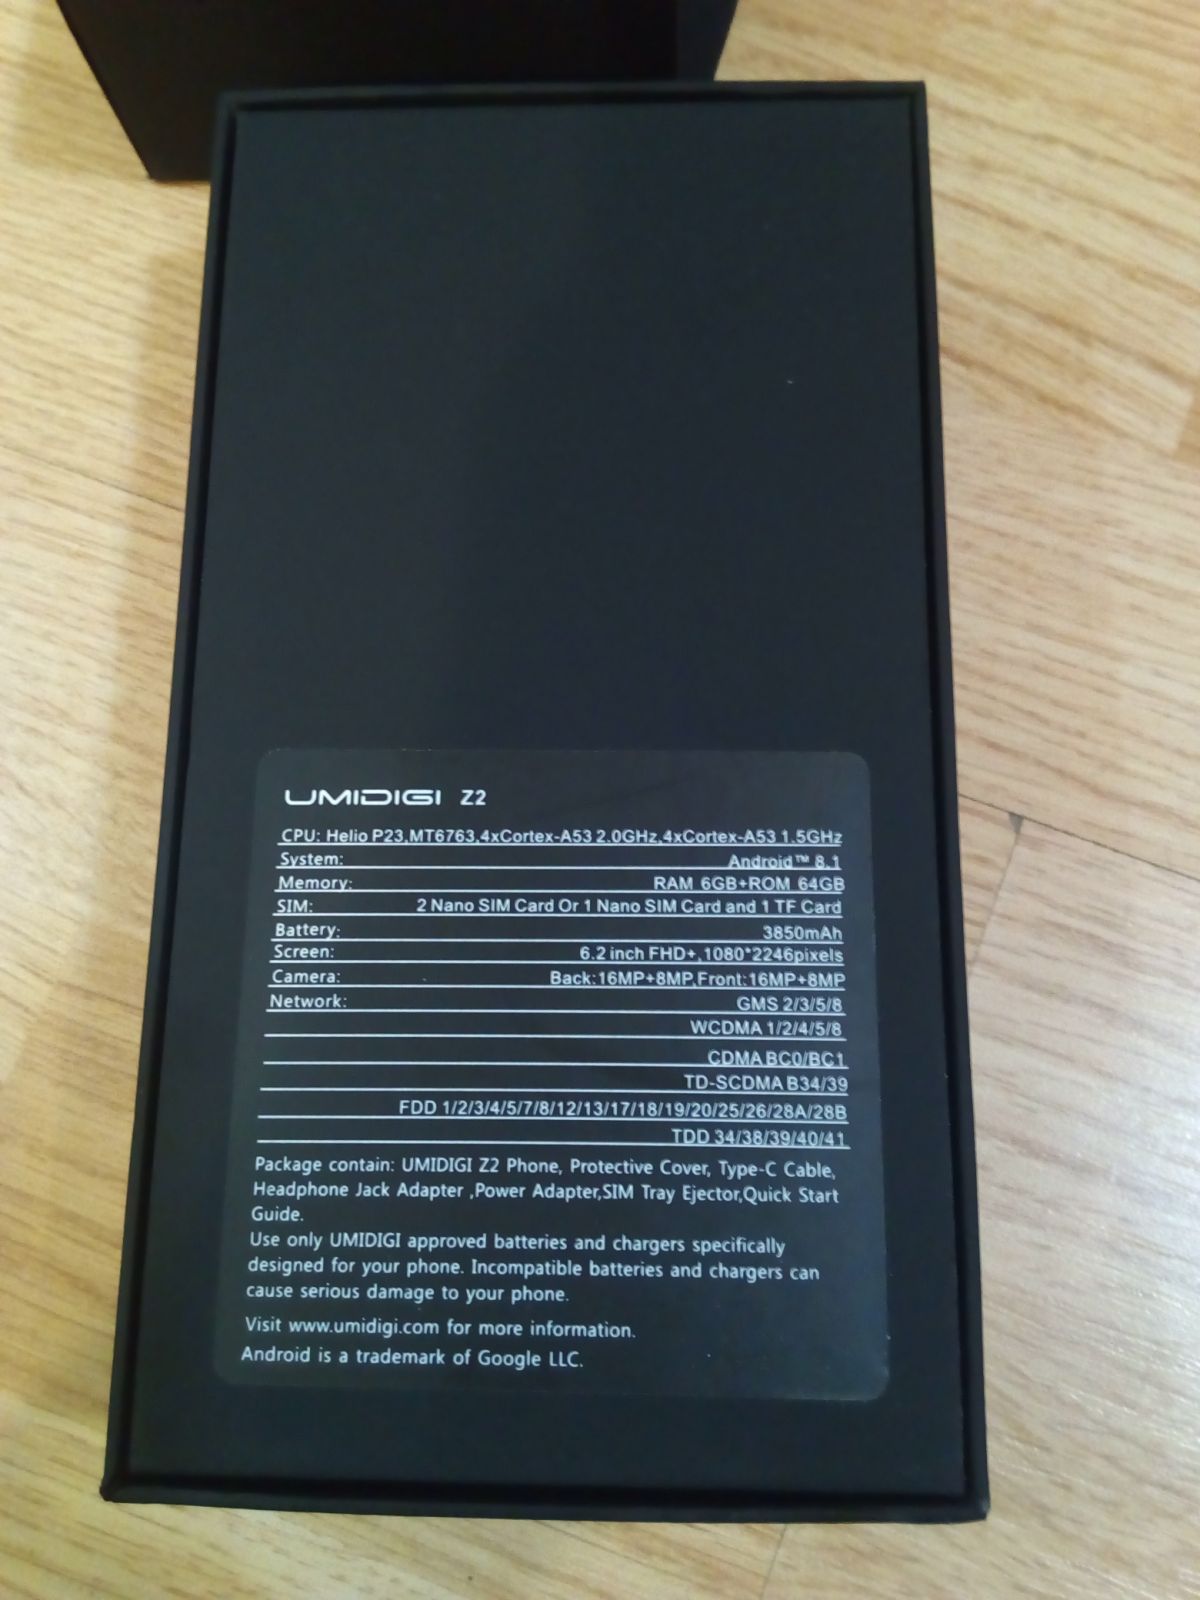 UMIDIGI Z2
CPU: Helio P23,MT6763,4xCortex-A53 2.0GHz,4xCortex-A53 1.5GHz
System: Android™ 8.1
Memory: RAM 6GB+ROM 64GB
SIM: 2 Nano SIM Card Or 1 Nano SIM Card and 1 TF Card
Battery: 3850mAh
Screen: 6.2 inch FHD+,1080*2246pixels
Camera: Back:16MP+8MP,Front:16MP+8MP
Network: GMS 2/3/5/8
WCDMA 1/2/4/5/8
CDMA BC0/BC1
TD-SCDMA B34/39
FDD 1/2/3/4/5/7/8/12/13/17/18/19/20/25/26/28A/28B
TDD 34/38/39/40/41
Package contain: UMIDIGI Z2 Phone, Protective Cover, Type-C Cable,
Headphone Jack Adapter ,Power Adapter,SIM Tray Ejector,Quick Start
Guide.
Use only UMIDIGI approved batteries and chargers specifically
designed for your phone. Incompatible batteries and chargers can
cause serious damage to your phone.
Visit www.umidigi.com for more information.
Android is a trademark of Google LLC.